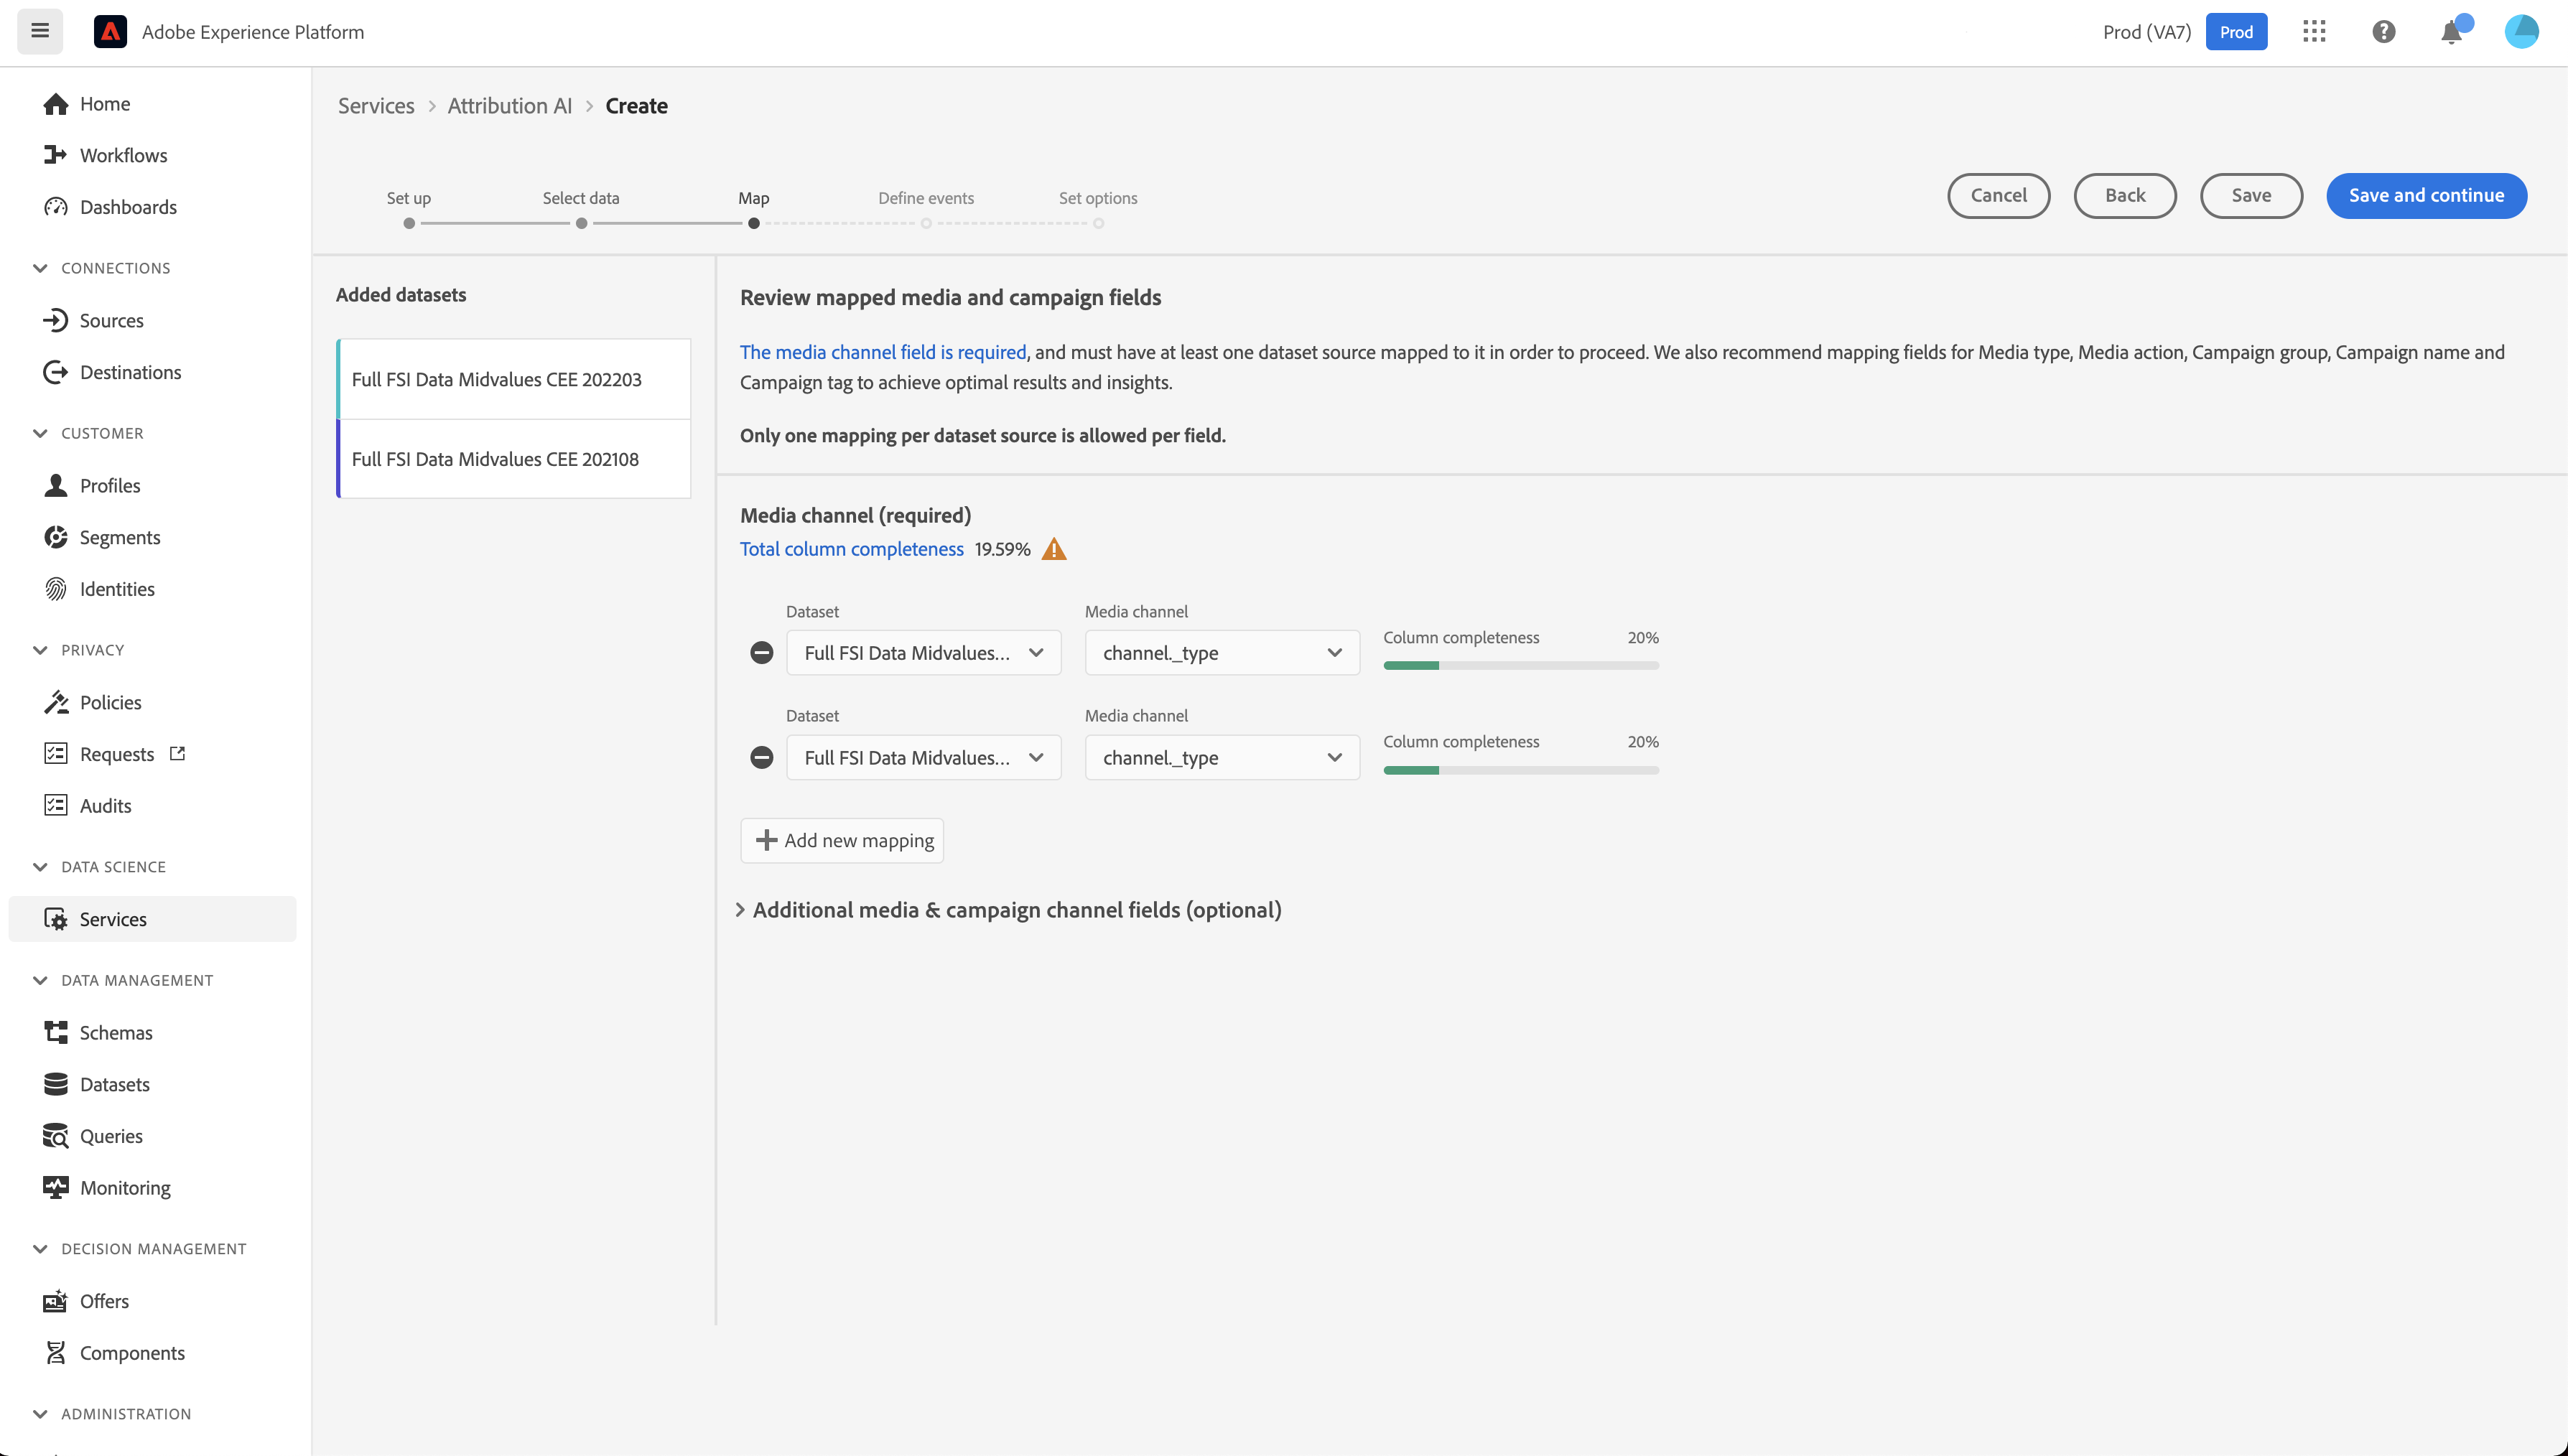 Adobe Experience Platform
Prod (VA7)
Prod
Home
Workflows
Dashboards
CONNECTIONS
Sources
Destinations
CUSTOMER
Profiles
Segments
Identities
PRIVACY
Policies
Requests
Audits
DATA SCIENCE
Services
DATA MANAGEMENT
Schemas
Datasets
Queries
Monitoring
DECISION MANAGEMENT
Offers
Components
ADMINISTRATION
Services > Attribution AI > Create
Set up
Select data
Map
Define events
Set options
Cancel
Back
Save
Save and continue
Added datasets
Full FSI Data Midvalues CEE 202203
Full FSI Data Midvalues CEE 202108
Review mapped media and campaign fields
The media channel field is required, and must have at least one dataset source mapped to it in order to proceed. We also recommend mapping fields for Media type, Media action, Campaign group, Campaign name and
Campaign tag to achieve optimal results and insights.
Only one mapping per dataset source is allowed per field.
Media channel (required)
Total column completeness 19.59%
Dataset
Media channel
Full FSI Data Midvalues...
channel._type
Column completeness 20%
Dataset
Media channel
Full FSI Data Midvalues...
channel._type
Column completeness 20%
Add new mapping
Additional media & campaign channel fields (optional)